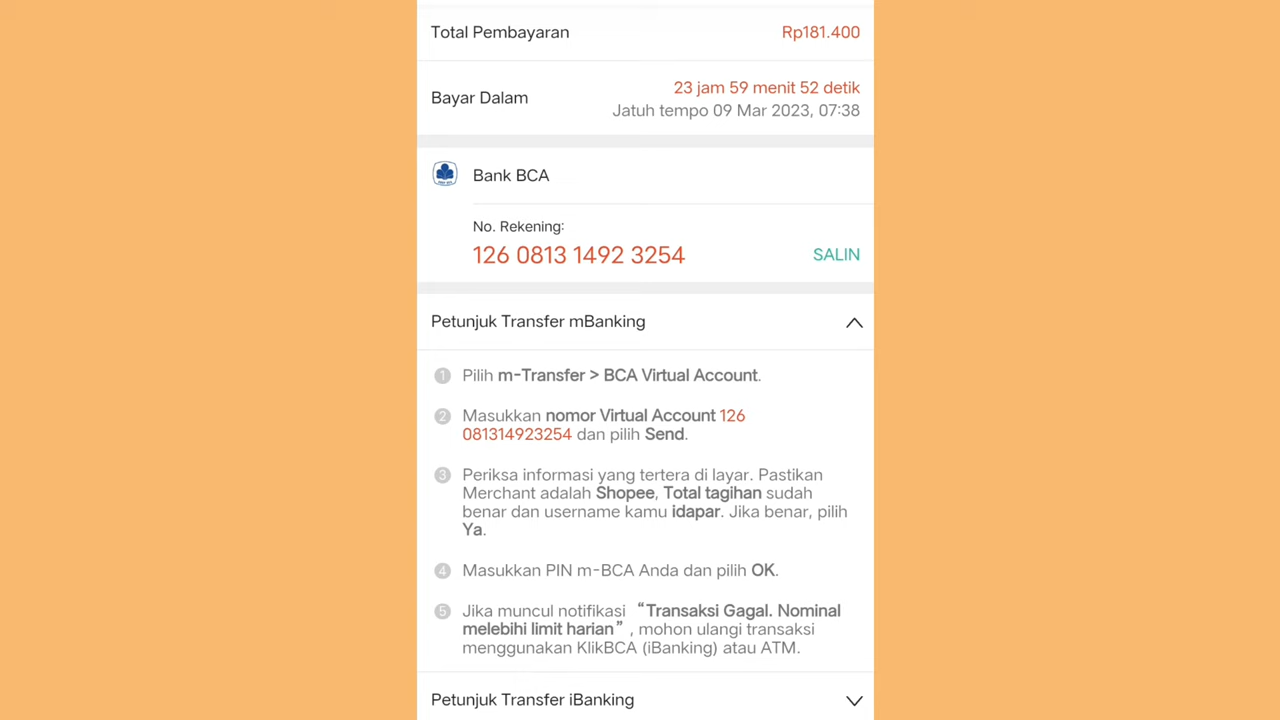 Total Pembayaran Rp181.400
23 jam 59 menit 52 detik
Bayar Dalam
Jatuh tempo 09 Mar 2023, 07:38
Bank BCA
No. Rekening:
126 0813 1492 3254 SALIN
Petunjuk Transfer mBanking
1 Pilih m-Transfer > BCA Virtual Account.
2 Masukkan nomor Virtual Account 126
081314923254 dan pilih Send.
3 Periksa informasi yang tertera di layar. Pastikan
Merchant adalah Shopee, Total tagihan sudah
benar dan username kamu idapar. Jika benar, pilih
Ya.
4 Masukkan PIN m-BCA Anda dan pilih OK.
5 Jika muncul notifikasi “Transaksi Gagal. Nominal
melebihi limit harian”, mohon ulangi transaksi
menggunakan KlikBCA (iBanking) atau ATM.
Petunjuk Transfer iBanking